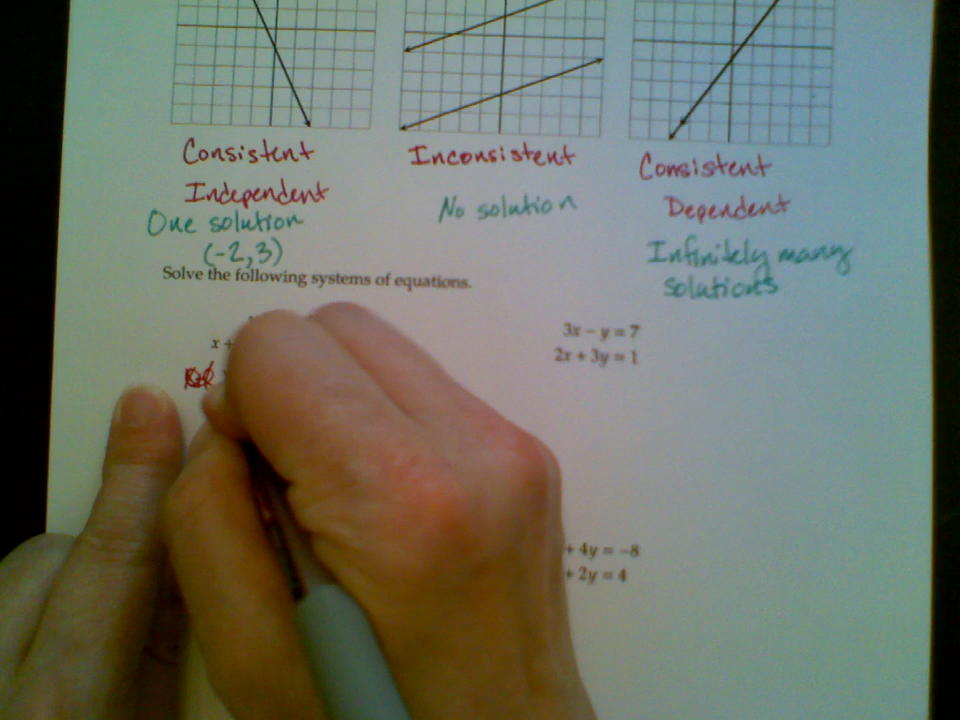 Consistent
Independent
One solution
(-2,3)
Inconsistent
No solution
Consistent
Dependent
Infinitely many
solutions
Solve the following systems of equations.
x +
3x − y = 7
2x + 3y = 1
+ 4y = −8
+ 2y = 4